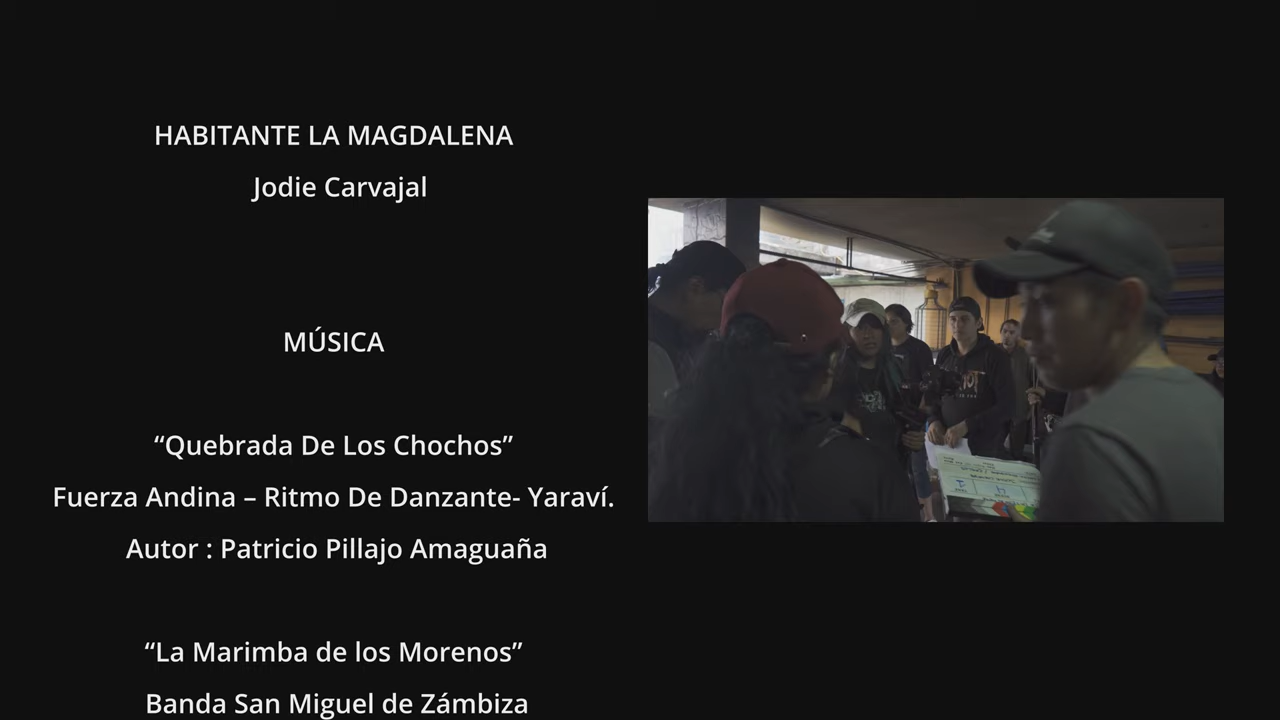 HABITANTE LA MAGDALENA
Jodie Carvajal
MÚSICA
“Quebrada De Los Chochos”
Fuerza Andina – Ritmo De Danzante- Yaraví.
Autor : Patricio Pillajo Amaguaña
“La Marimba de los Morenos”
Banda San Miguel de Zámbiza